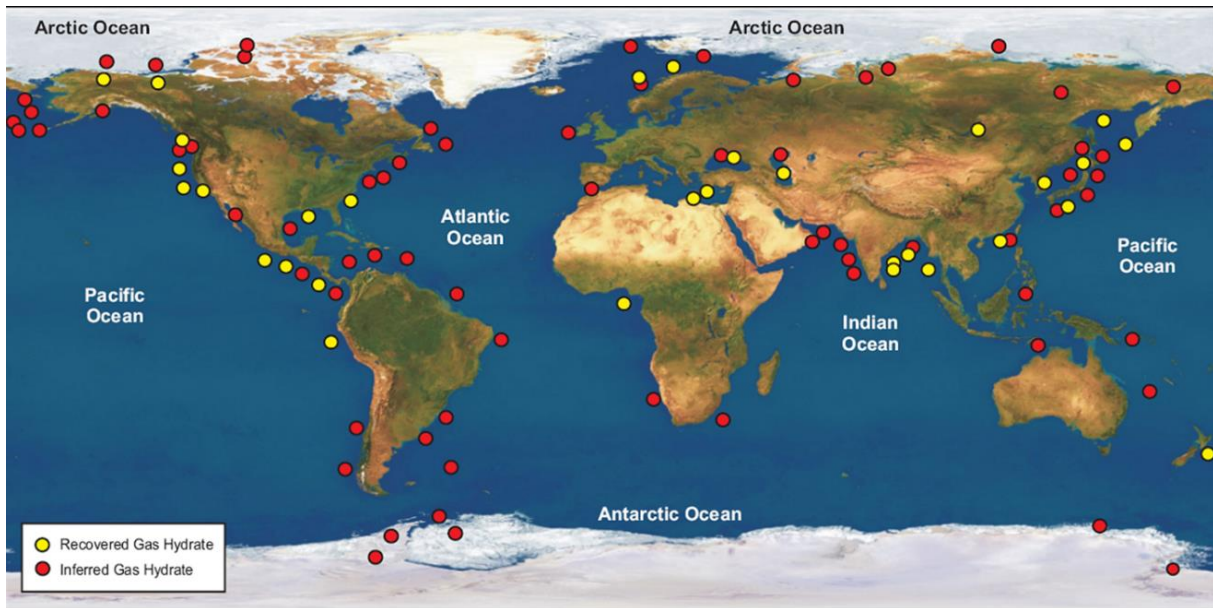 Arctic Ocean
Arctic Ocean
Atlantic
Ocean
Pacific
Ocean
Pacific
Ocean
Indian
Ocean
Antarctic Ocean
Recovered Gas Hydrate
Inferred Gas Hydrate